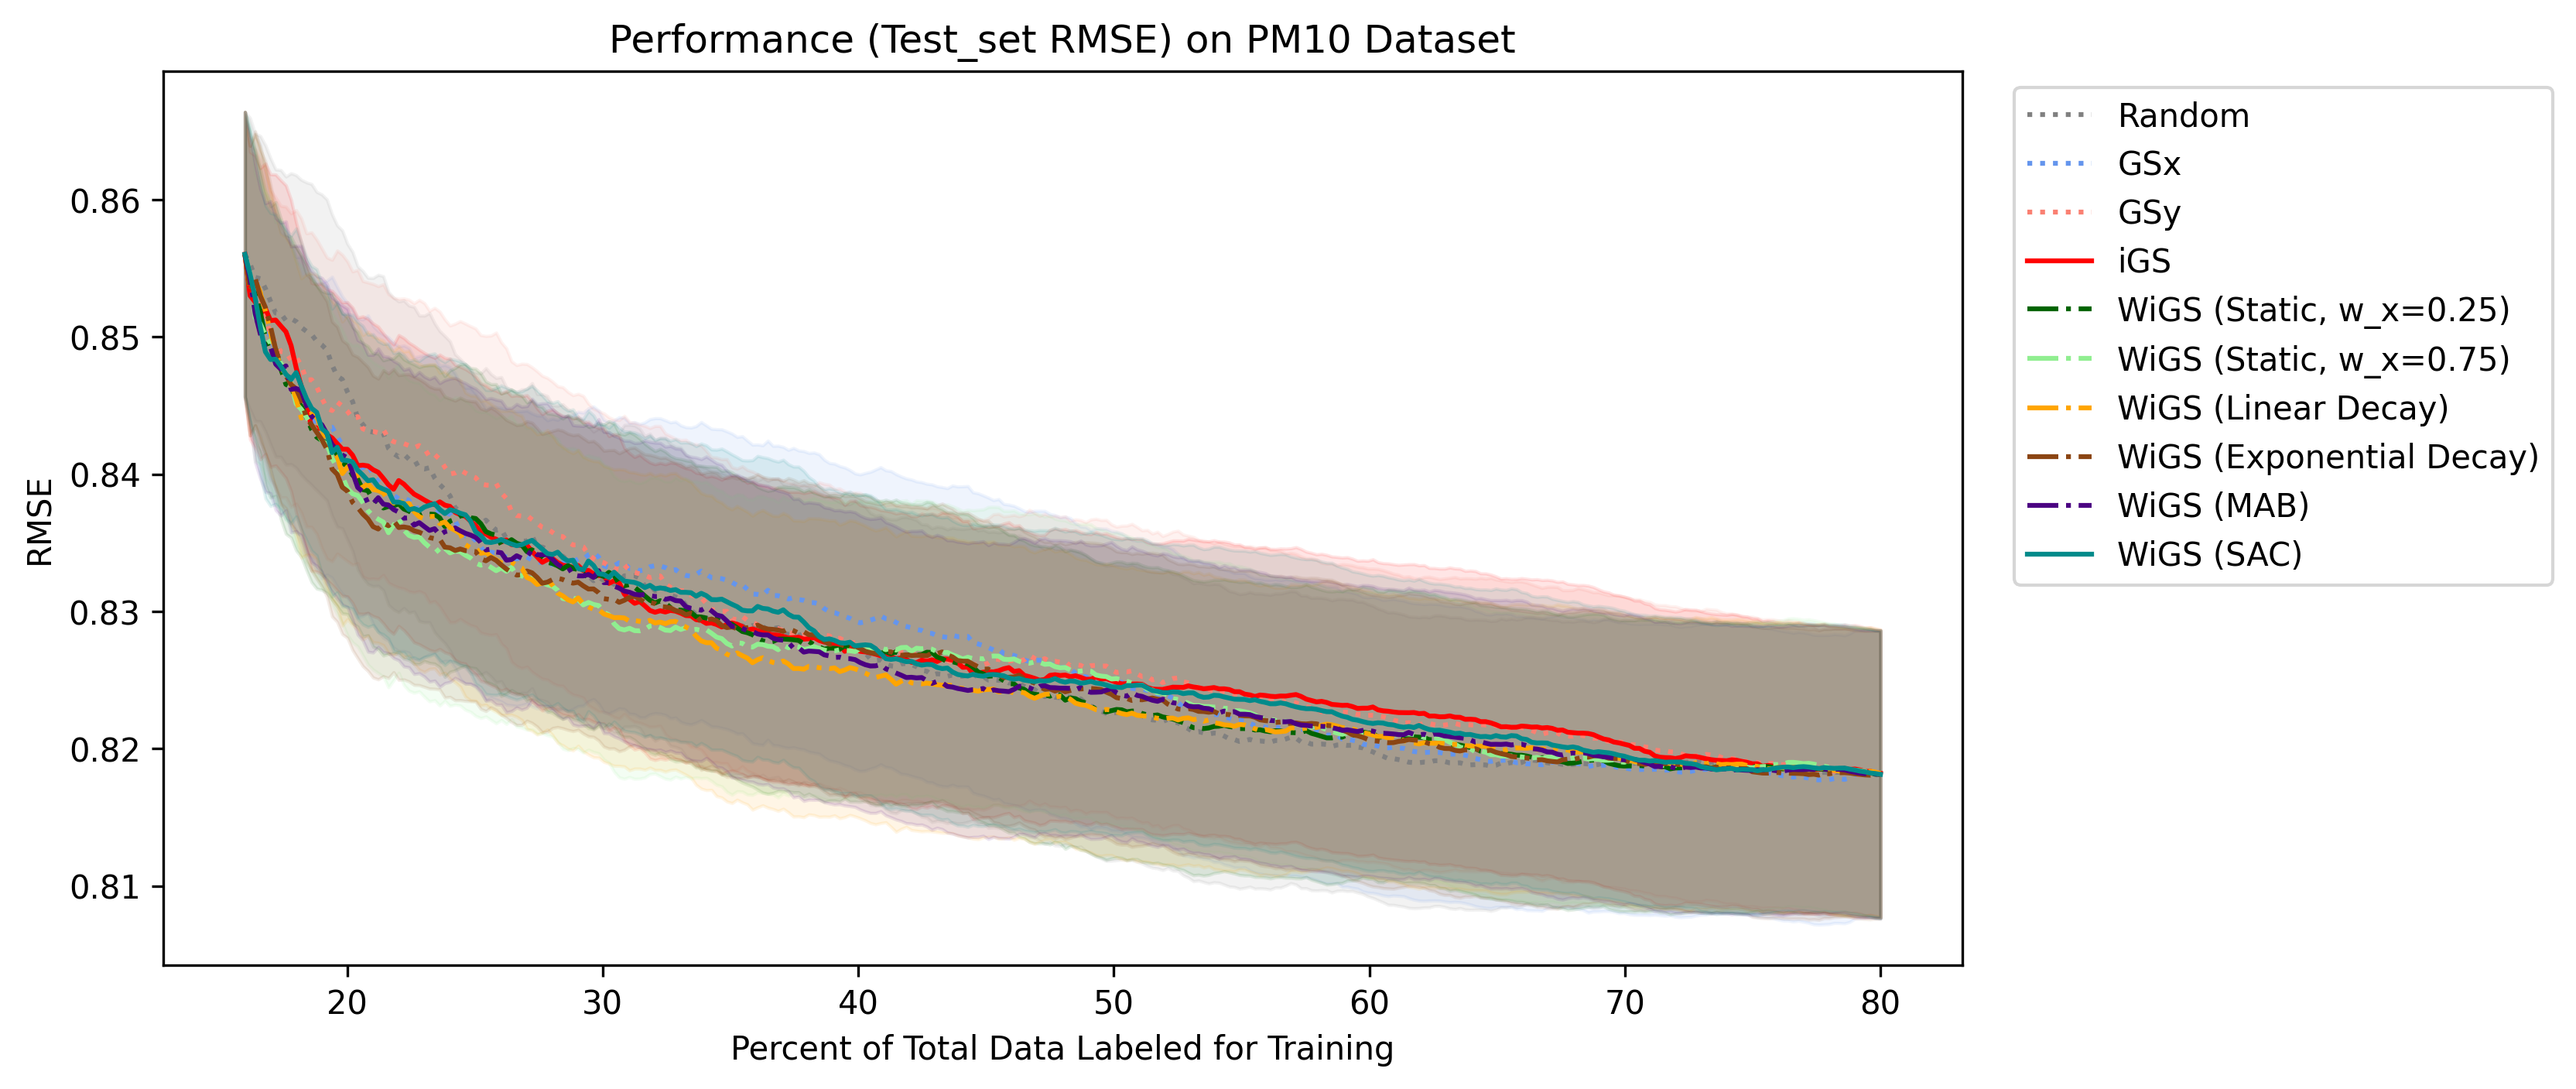 Performance (Test_set RMSE) on PM10 Dataset
RMSE
0.86
0.85
0.84
0.83
0.82
0.81
20
30
40
50
60
70
80
Percent of Total Data Labeled for Training
Random
GSx
GSy
iGS
WiGS (Static, w_x=0.25)
WiGS (Static, w_x=0.75)
WiGS (Linear Decay)
WiGS (Exponential Decay)
WiGS (MAB)
WiGS (SAC)